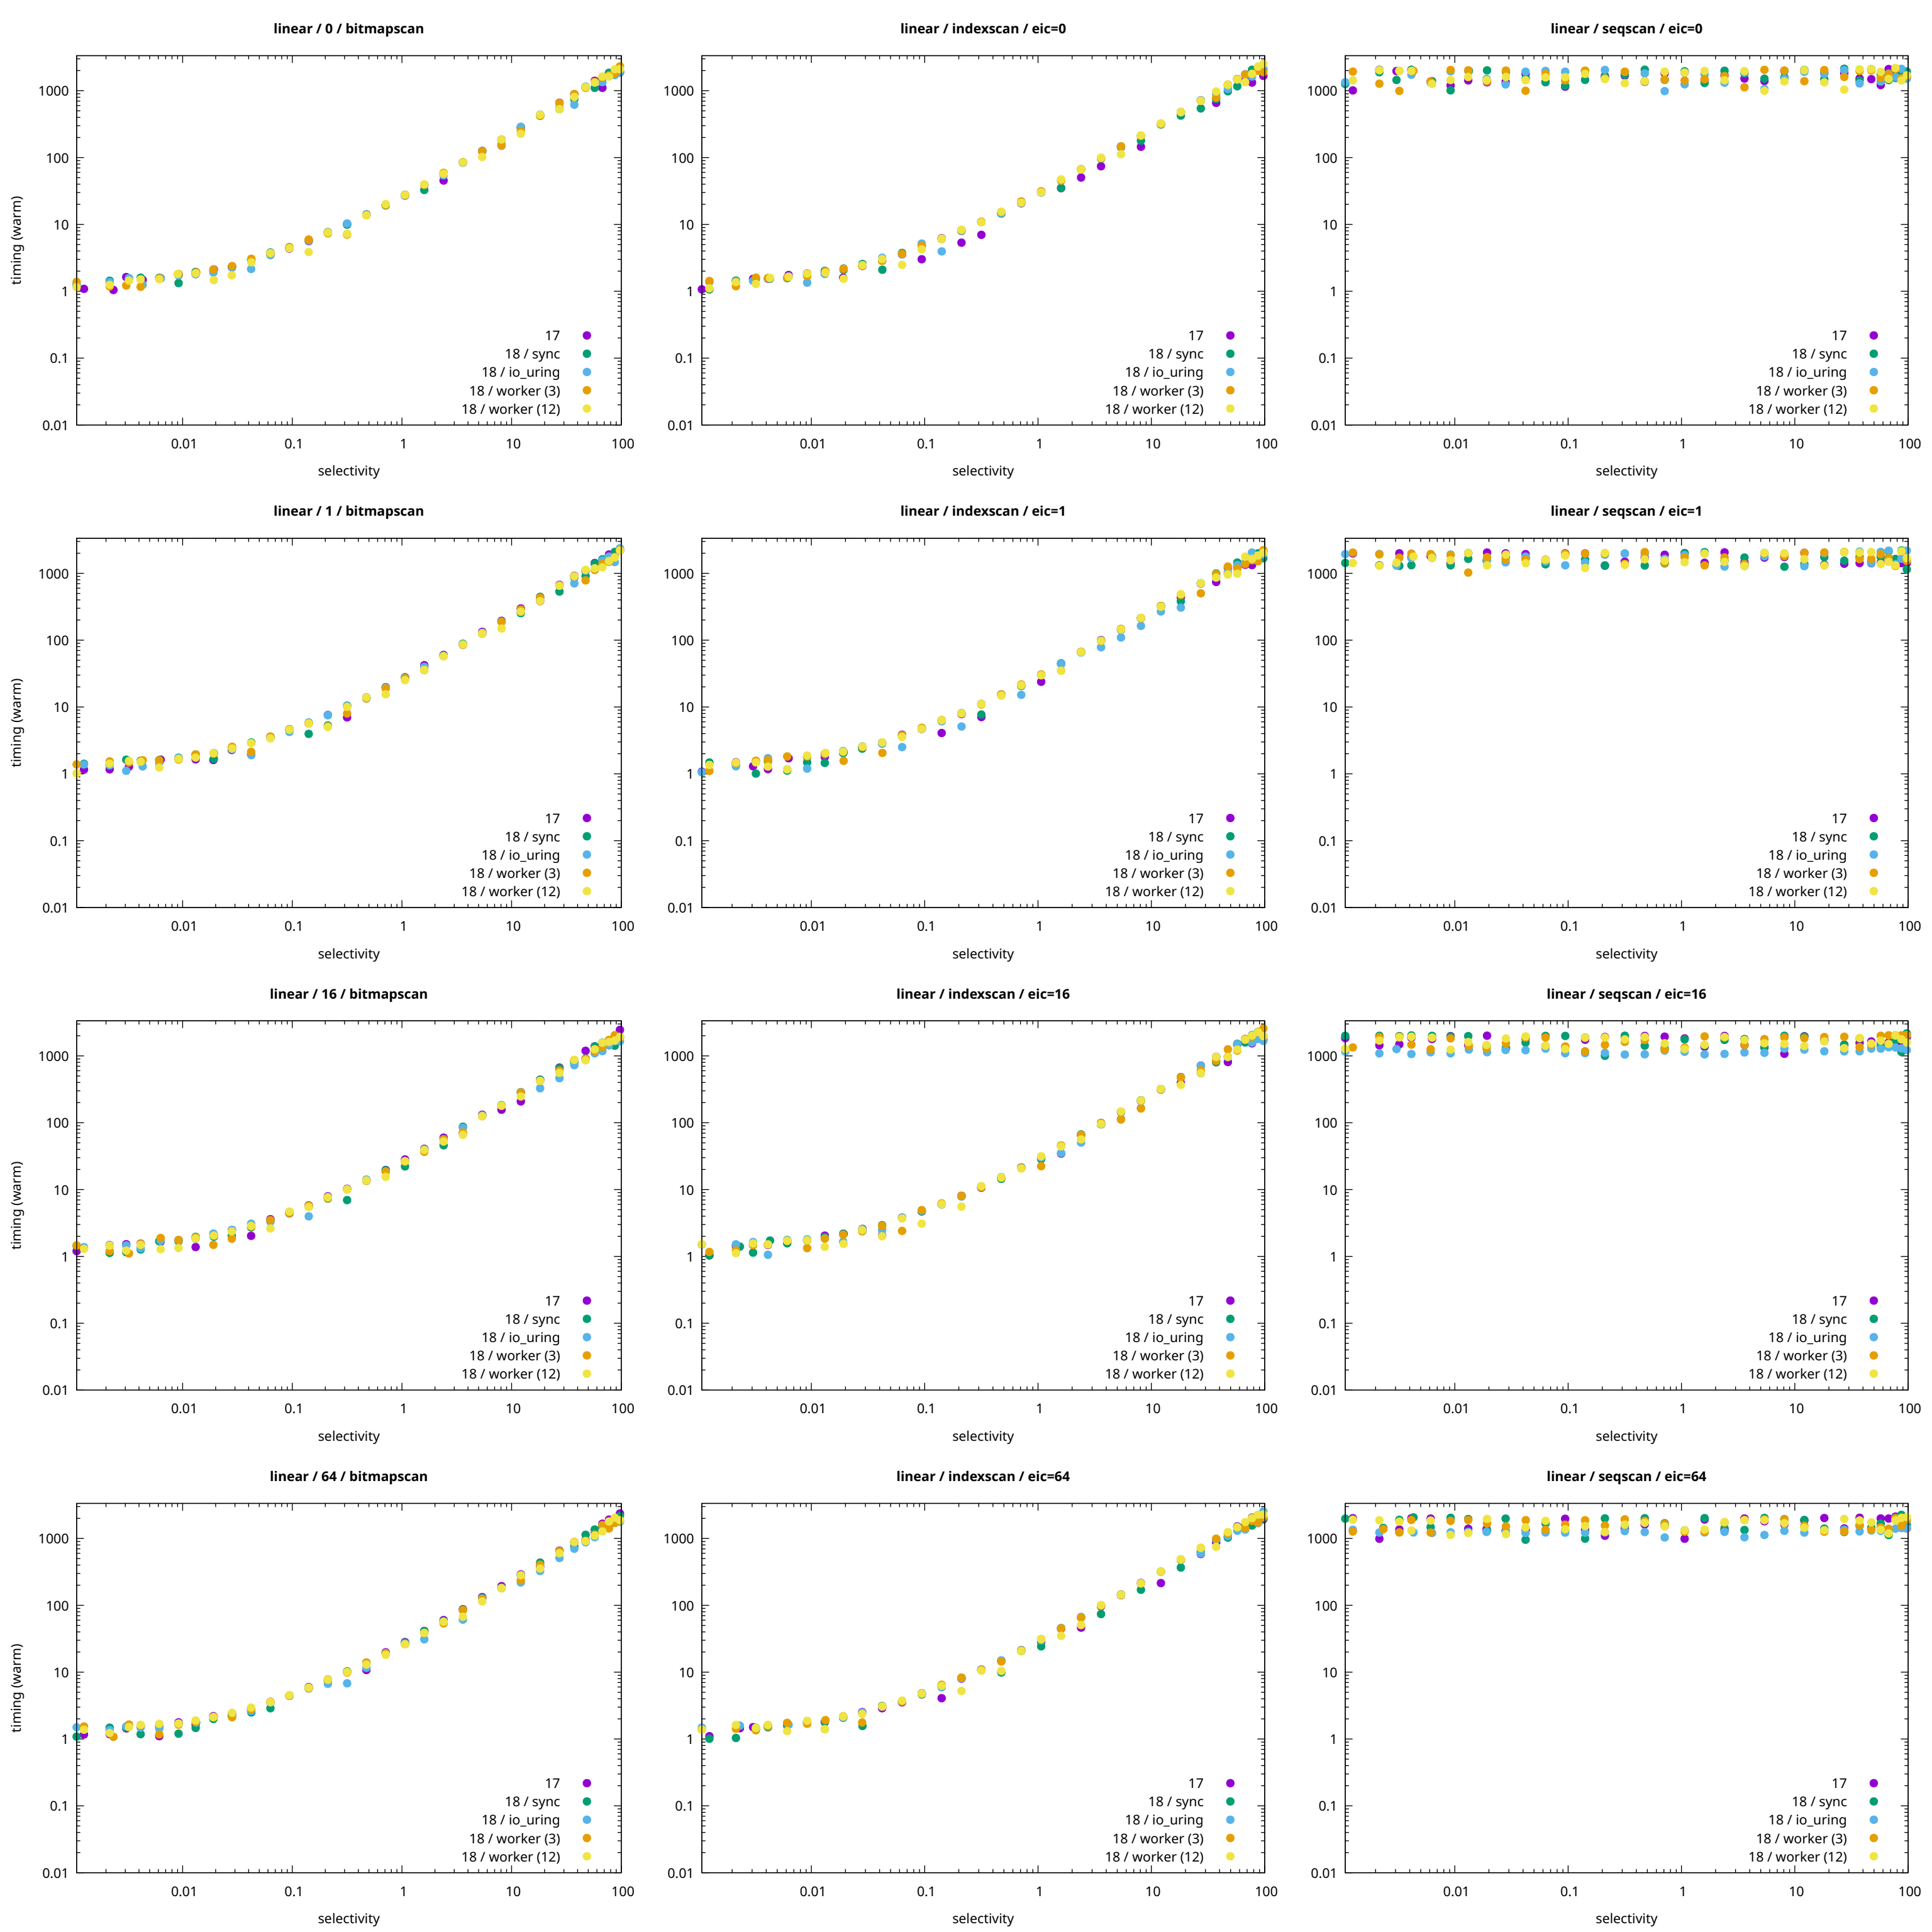 linear / 0 / bitmapscan
timing (warm)
1000
100
10
1
0.1
0.01
17
18 / sync
18 / io_uring
18 / worker (3)
18 / worker (12)
0.01 0.1 1 10 100
selectivity
linear / indexscan / eic=0
1000
100
10
1
0.1
0.01
17
18 / sync
18 / io_uring
18 / worker (3)
18 / worker (12)
0.01 0.1 1 10 100
selectivity
linear / seqscan / eic=0
1000
100
10
1
0.1
0.01
17
18 / sync
18 / io_uring
18 / worker (3)
18 / worker (12)
0.01 0.1 1 10 100
selectivity
linear / 1 / bitmapscan
timing (warm)
1000
100
10
1
0.1
0.01
17
18 / sync
18 / io_uring
18 / worker (3)
18 / worker (12)
0.01 0.1 1 10 100
selectivity
linear / indexscan / eic=1
1000
100
10
1
0.1
0.01
17
18 / sync
18 / io_uring
18 / worker (3)
18 / worker (12)
0.01 0.1 1 10 100
selectivity
linear / seqscan / eic=1
1000
100
10
1
0.1
0.01
17
18 / sync
18 / io_uring
18 / worker (3)
18 / worker (12)
0.01 0.1 1 10 100
selectivity
linear / 16 / bitmapscan
timing (warm)
1000
100
10
1
0.1
0.01
17
18 / sync
18 / io_uring
18 / worker (3)
18 / worker (12)
0.01 0.1 1 10 100
selectivity
linear / indexscan / eic=16
1000
100
10
1
0.1
0.01
17
18 / sync
18 / io_uring
18 / worker (3)
18 / worker (12)
0.01 0.1 1 10 100
selectivity
linear / seqscan / eic=16
1000
100
10
1
0.1
0.01
17
18 / sync
18 / io_uring
18 / worker (3)
18 / worker (12)
0.01 0.1 1 10 100
selectivity
linear / 64 / bitmapscan
timing (warm)
1000
100
10
1
0.1
0.01
17
18 / sync
18 / io_uring
18 / worker (3)
18 / worker (12)
0.01 0.1 1 10 100
selectivity
linear / indexscan / eic=64
1000
100
10
1
0.1
0.01
17
18 / sync
18 / io_uring
18 / worker (3)
18 / worker (12)
0.01 0.1 1 10 100
selectivity
linear / seqscan / eic=64
1000
100
10
1
0.1
0.01
17
18 / sync
18 / io_uring
18 / worker (3)
18 / worker (12)
0.01 0.1 1 10 100
selectivity